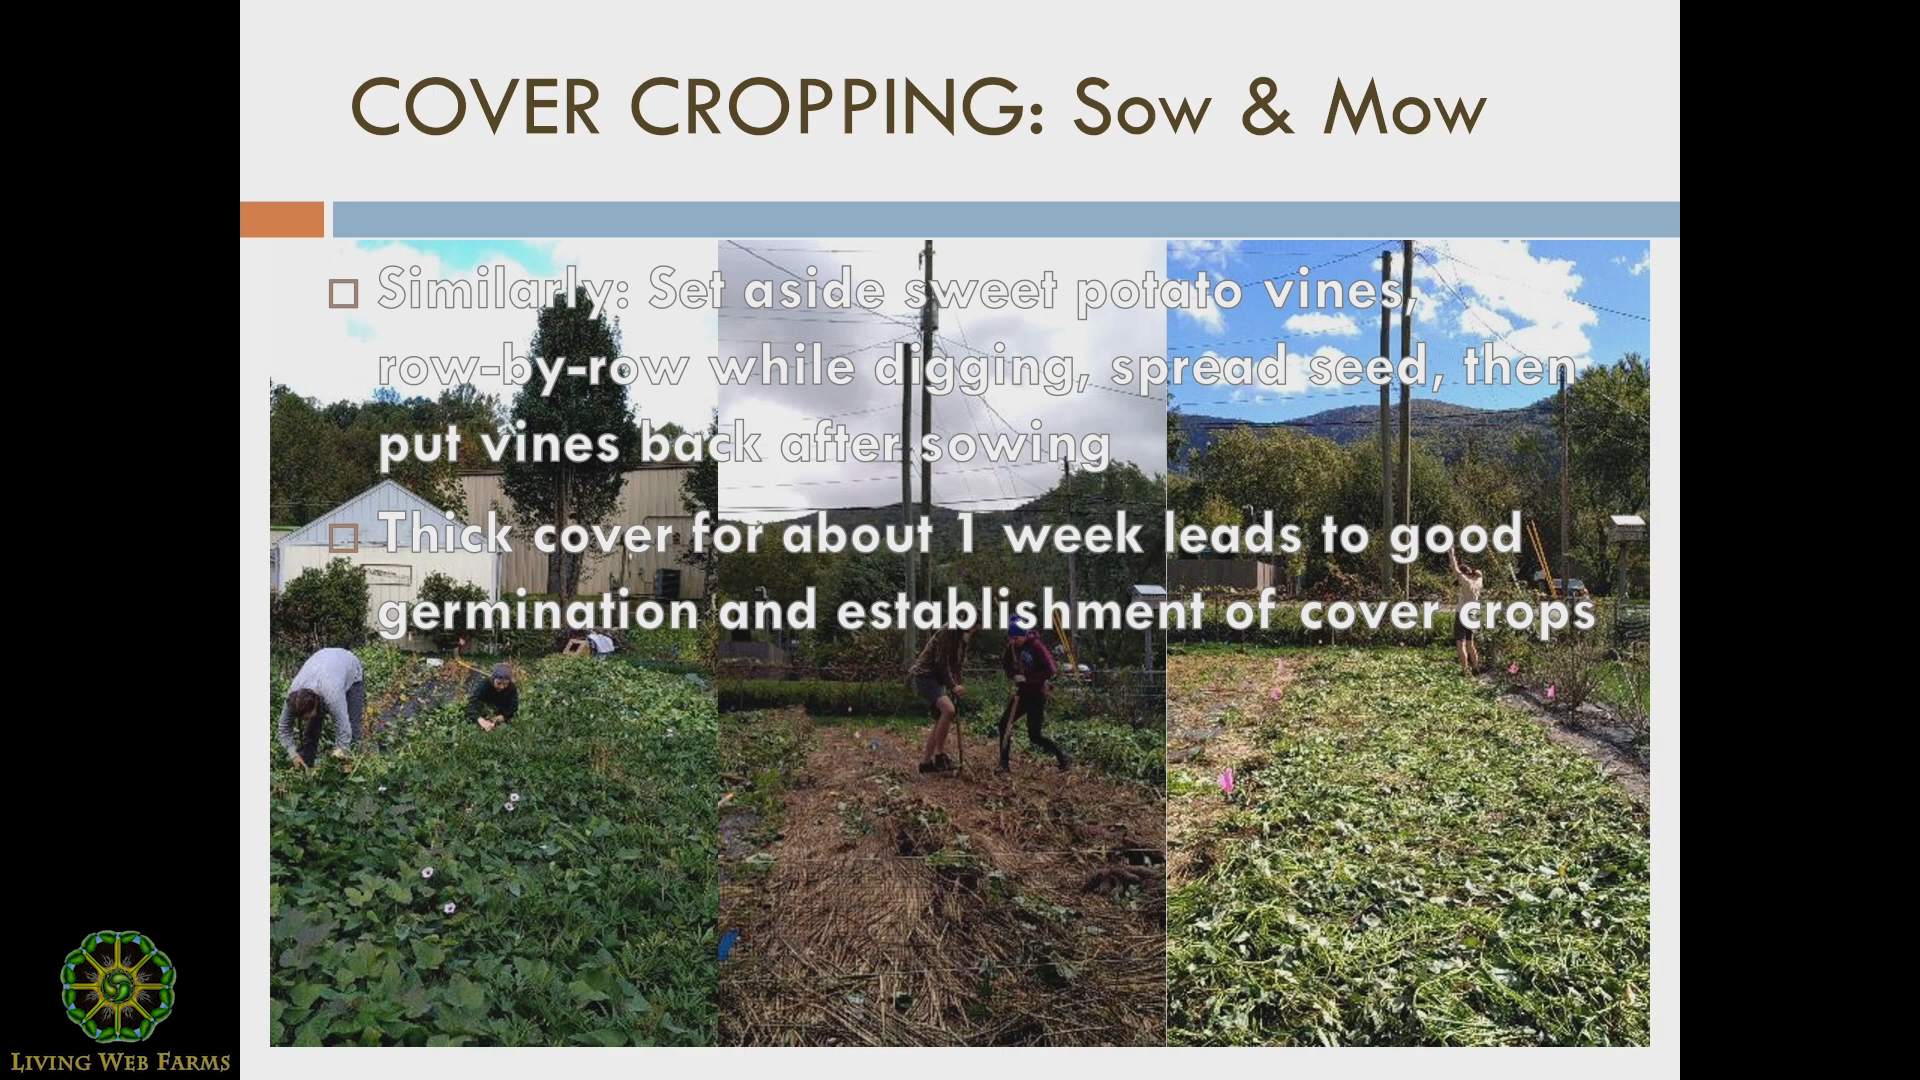 COVER CROPPING: Sow & Mow
Similarly: Set aside sweet potato vines,
row-by-row while digging, spread seed, then
put vines back after sowing
Thick cover for about 1 week leads to good
germination and establishment of cover crops
LIVING WEB FARMS